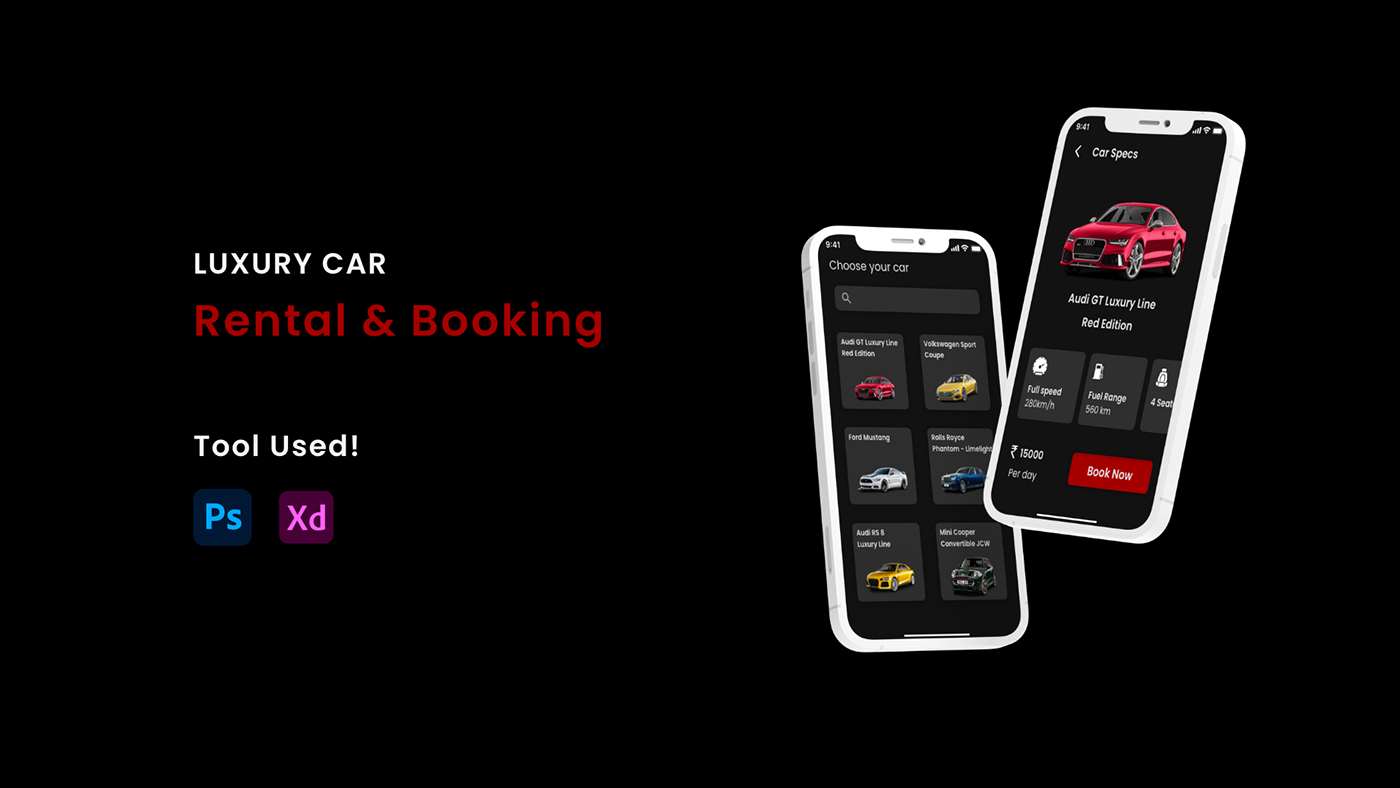 LUXURY CAR
Rental & Booking
Tool Used!
Ps
Xd
9:41
Choose your car
Audi GT Luxury Line
Red Edition
Volkswagen Sport
Coupe
Ford Mustang
Rolls Royce
Phantom - Limelight
Audi RS 8
Luxury Line
Mini Cooper
Convertible JCW
9:41
Car Specs
Audi GT Luxury Line
Red Edition
Full speed
280km/h
Fuel Range
560 km
4 Seat
₹ 15000
Per day
Book Now